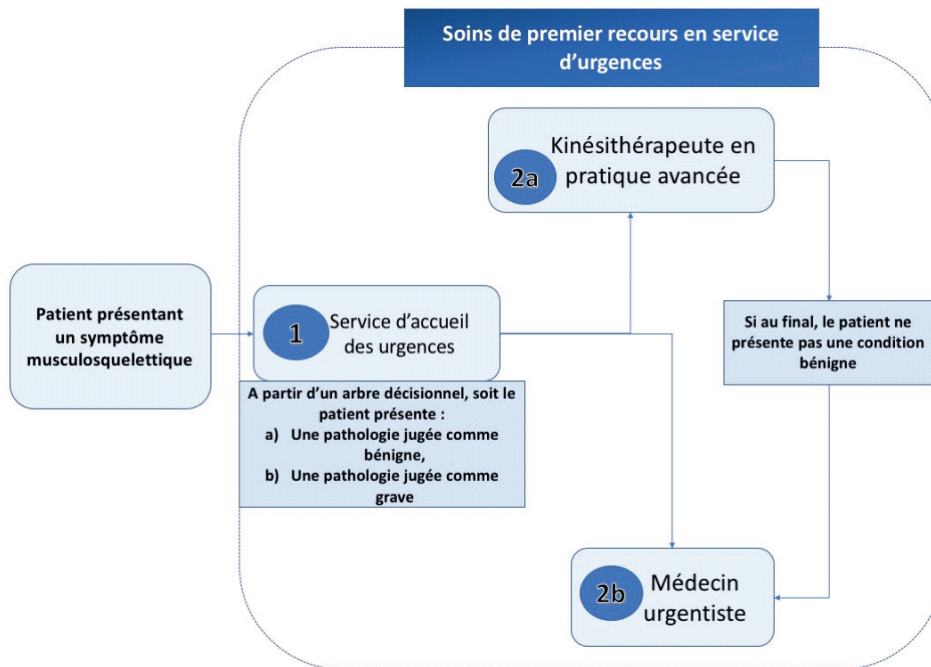 Soins de premier recours en service
d’urgences
Kinésithérapeute en
pratique avancée
2a
Patient présentant
un symptôme
musculosquelettique
1
Service d’accueil
des urgences
Si au final, le patient ne
présente pas une condition
bénigne
A partir d’un arbre décisionnel, soit le
patient présente :
a) Une pathologie jugée comme
bénigne,
b) Une pathologie jugée comme
grave
2b
Médecin
urgentiste